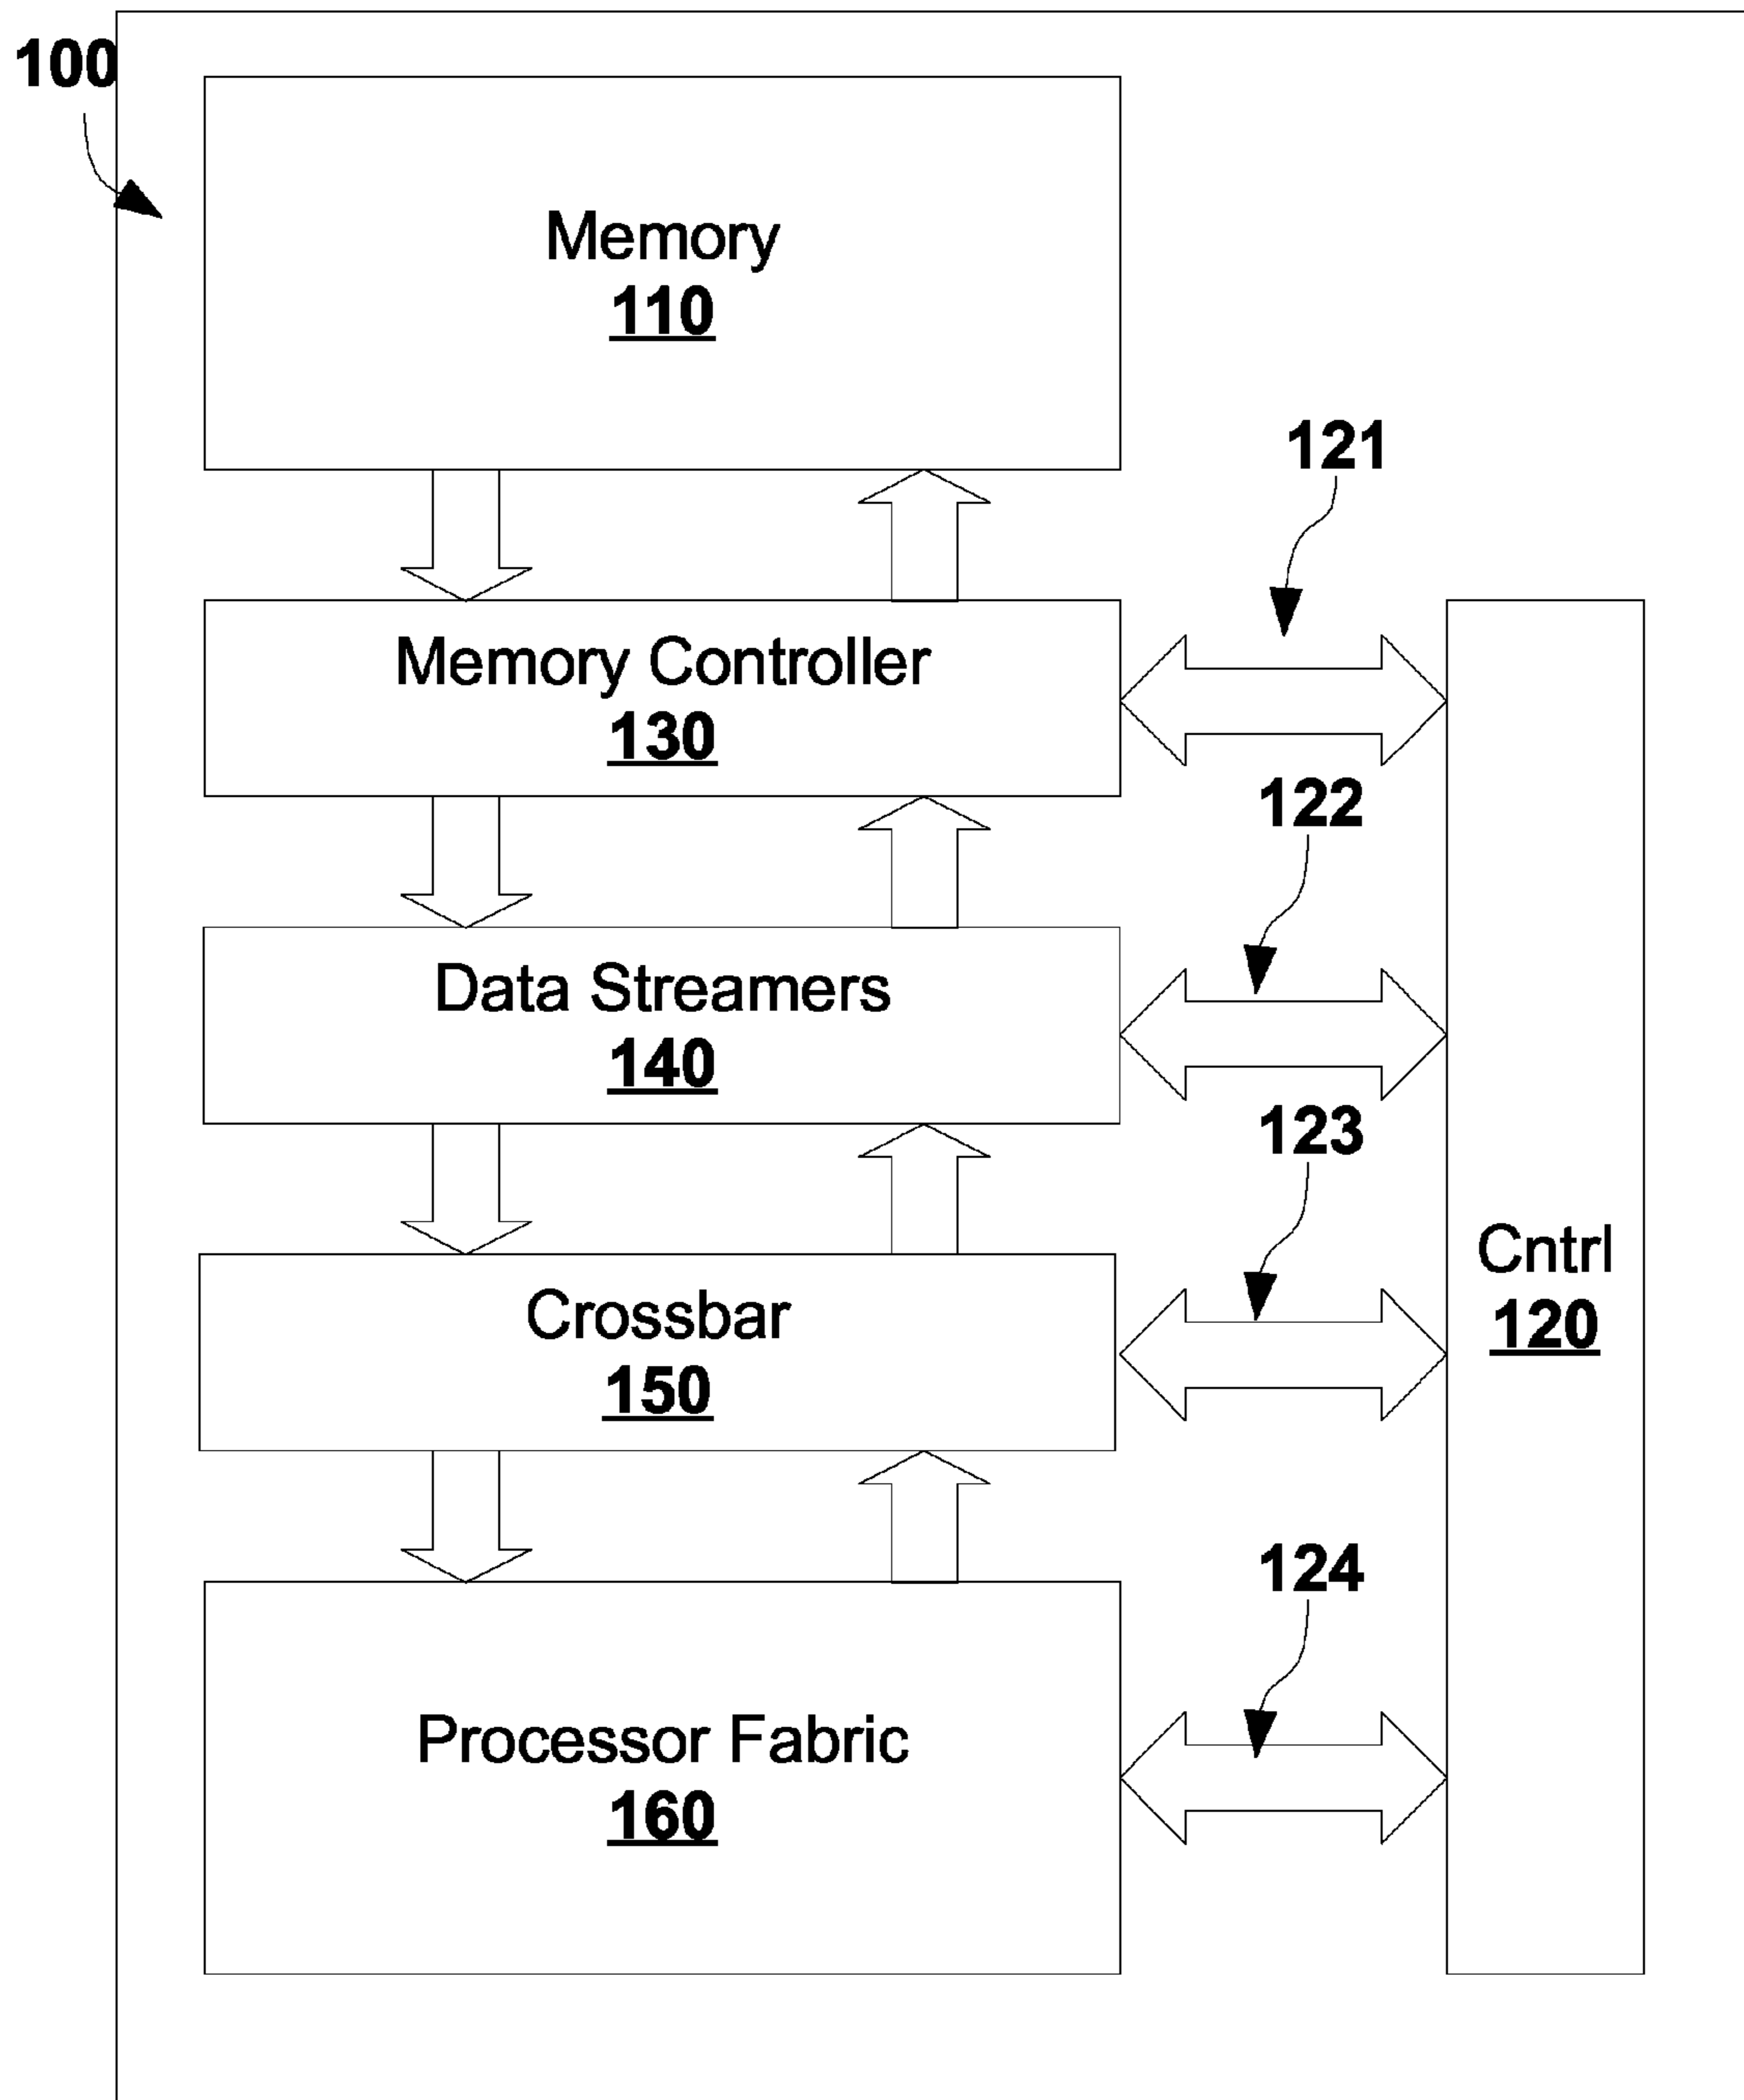 100
Memory
110
121
Memory Controller
130
122
Data Streamers
140
123
Cntrl
120
Crossbar
150
124
Processor Fabric
160